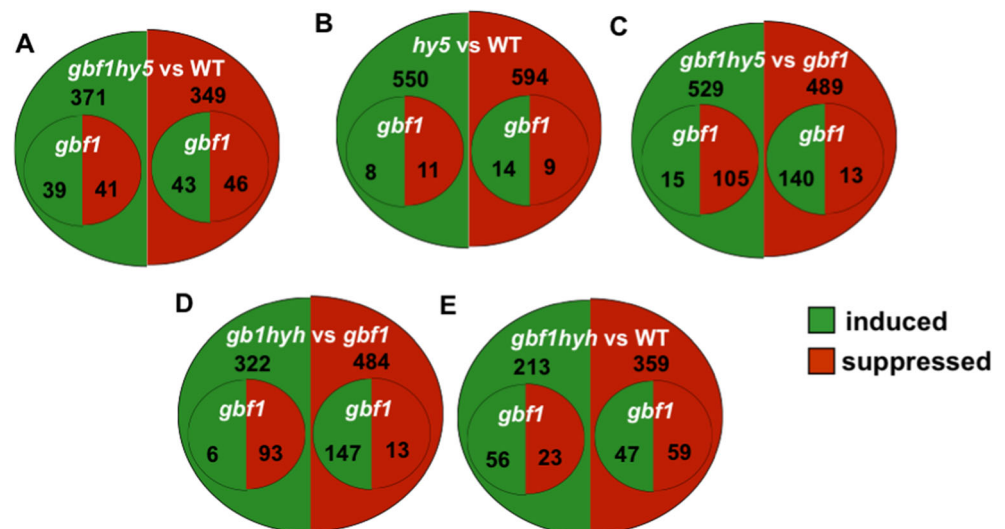 A
gbf1hy5 vs WT
371 349
gbf1 gbf1
39 41 43 46
B
hy5 vs WT
550 594
gbf1 gbf1
8 11 14 9
C
gbf1hy5 vs gbf1
529 489
gbf1 gbf1
15 105 140 13
D
gb1hyh vs gbf1
322 484
gbf1 gbf1
6 93 147 13
E
gbf1hyh vs WT
213 359
gbf1 gbf1
56 23 47 59
induced
suppressed